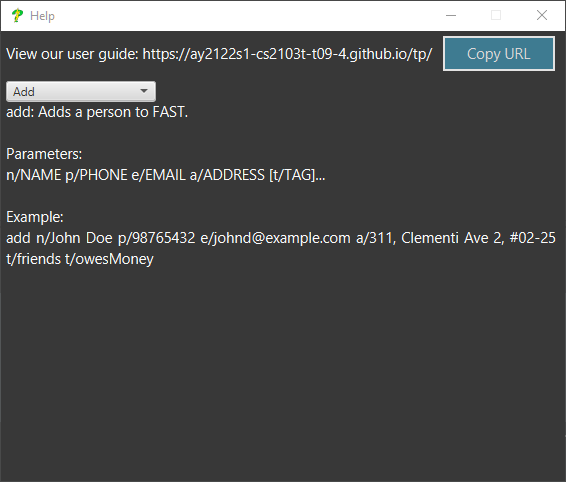 Help
View our user guide: https://ay2122s1-cs2103t-t09-4.github.io/tp/ Copy URL
Add
add: Adds a person to FAST.
Parameters:
n/NAME p/PHONE e/EMAIL a/ADDRESS [t/TAG]...
Example:
add n/John Doe p/98765432 e/johnd@example.com a/311, Clementi Ave 2, #02-25
t/friends t/owesMoney